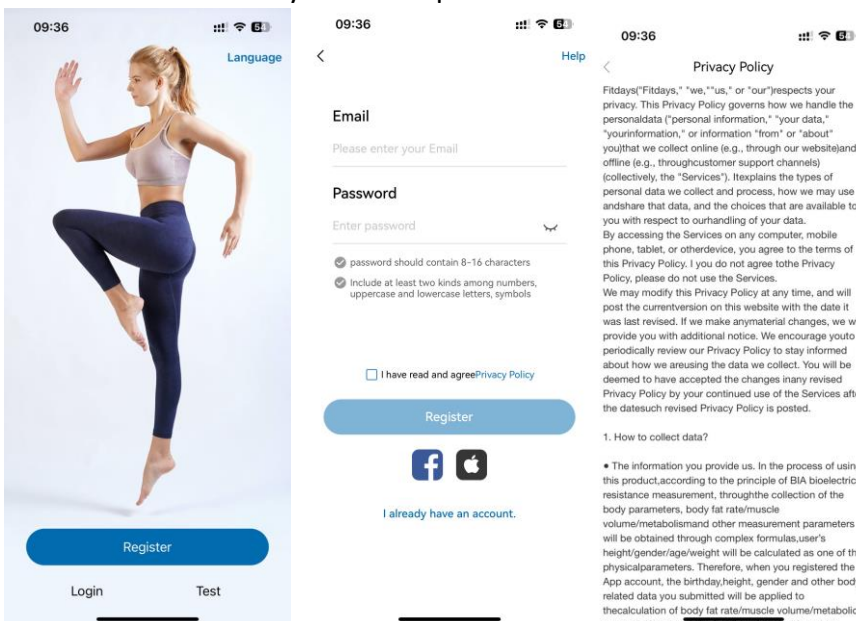 09:36
54
Language
Register
Login
Test
09:36
54
Help
Email
Please enter your Email
Password
Enter password
password should contain 8-16 characters
Include at least two kinds among numbers,
uppercase and lowercase letters, symbols
I have read and agreePrivacy Policy
Register
I already have an account.
09:36
54
Privacy Policy
Fitdays("Fitdays," "we,""us," or "our")respects your
privacy. This Privacy Policy governs how we handle the
personaldata ("personal information," "your data,"
"yourinformation," or information "from" or "about"
you)that we collect online (e.g., through our website)and
offline (e.g., throughcustomer support channels)
(collectively, the "Services"). Itexplains the types of
personal data we collect and process, how we may use
andshare that data, and the choices that are available to
you with respect to ourhandling of your data.
By accessing the Services on any computer, mobile
phone, tablet, or otherdevice, you agree to the terms of
this Privacy Policy. I you do not agree tothe Privacy
Policy, please do not use the Services.
We may modify this Privacy Policy at any time, and will
post the currentversion on this website with the date it
was last revised. If we make anymaterial changes, we
provide you with additional notice. We encourage youto
periodically review our Privacy Policy to stay informed
about how we areusing the data we collect. You will be
deemed to have accepted the changes inany revised
Privacy Policy by your continued use of the Services
the datesuch revised Privacy Policy is posted.
1. How to collect data?
● The information you provide us. In the process of
this product,according to the principle of BIA bioelectric
resistance measurement, throughthe collection of the
body parameters, body fat rate/muscle
volume/metabolismand other measurement parameters
will be obtained through complex formulas,user's
height/gender/age/weight will be calculated as one of
physicalparameters. Therefore, when you registered the
App account, the birthday,height, gender and other body
related data you submitted will be applied to
thecalculation of body fat rate/muscle volume/metabolic